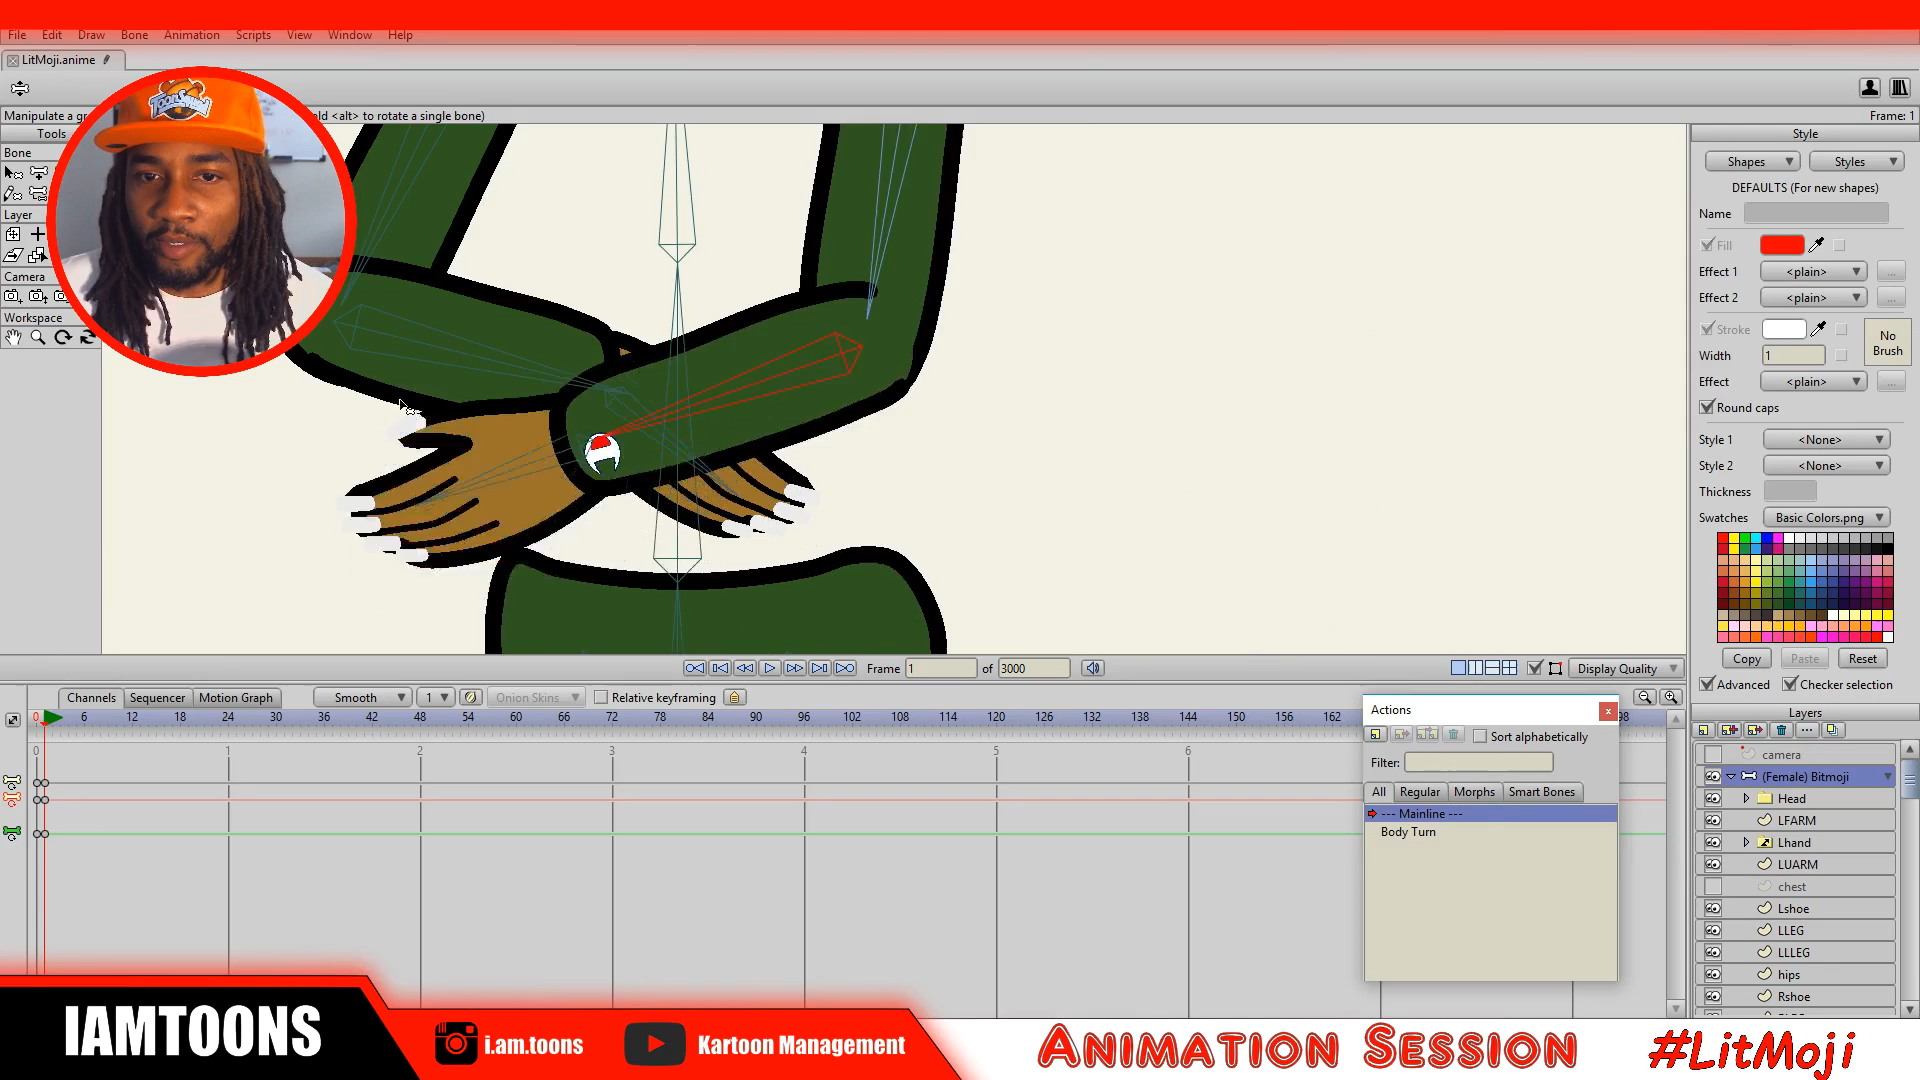 File Edit Draw Bone Animation Scripts View Window Help
LitMoji.anime
Manipulate a gr
ld <alt> to rotate a single bone)
Frame: 1
Tools
Bone
Layer
Camera
Workspace
TOONSQUAD
Style
Shapes Styles
DEFAULTS (For new shapes)
Name
Fill
Effect 1 <plain> ...
Effect 2 <plain> ...
Stroke
No Brush
Width 1
Effect <plain> ...
Round caps
Style 1 <None>
Style 2 <None>
Thickness
Swatches Basic Colors.png
Copy Paste Reset
Advanced Checker selection
Frame 1 of 3000
Display Quality
Channels Sequencer Motion Graph Smooth 1 Onion Skins Relative keyframing
0 6 12 18 24 30 36 42 48 54 60 66 72 78 84 90 96 102 108 114 120 126 132 138 144 150 156 162 98
0 1 2 3 4 5 6
Actions
Sort alphabetically
Filter:
All Regular Morphs Smart Bones
--- Mainline ---
Body Turn
Layers
camera
(Female) Bitmoji
Head
LFARM
Lhand
LUARM
chest
Lshoe
LLEG
LLLEG
hips
Rshoe
IAMTOONS
i.am.toons
Kartoon Management
Animation Session
#LitMoji